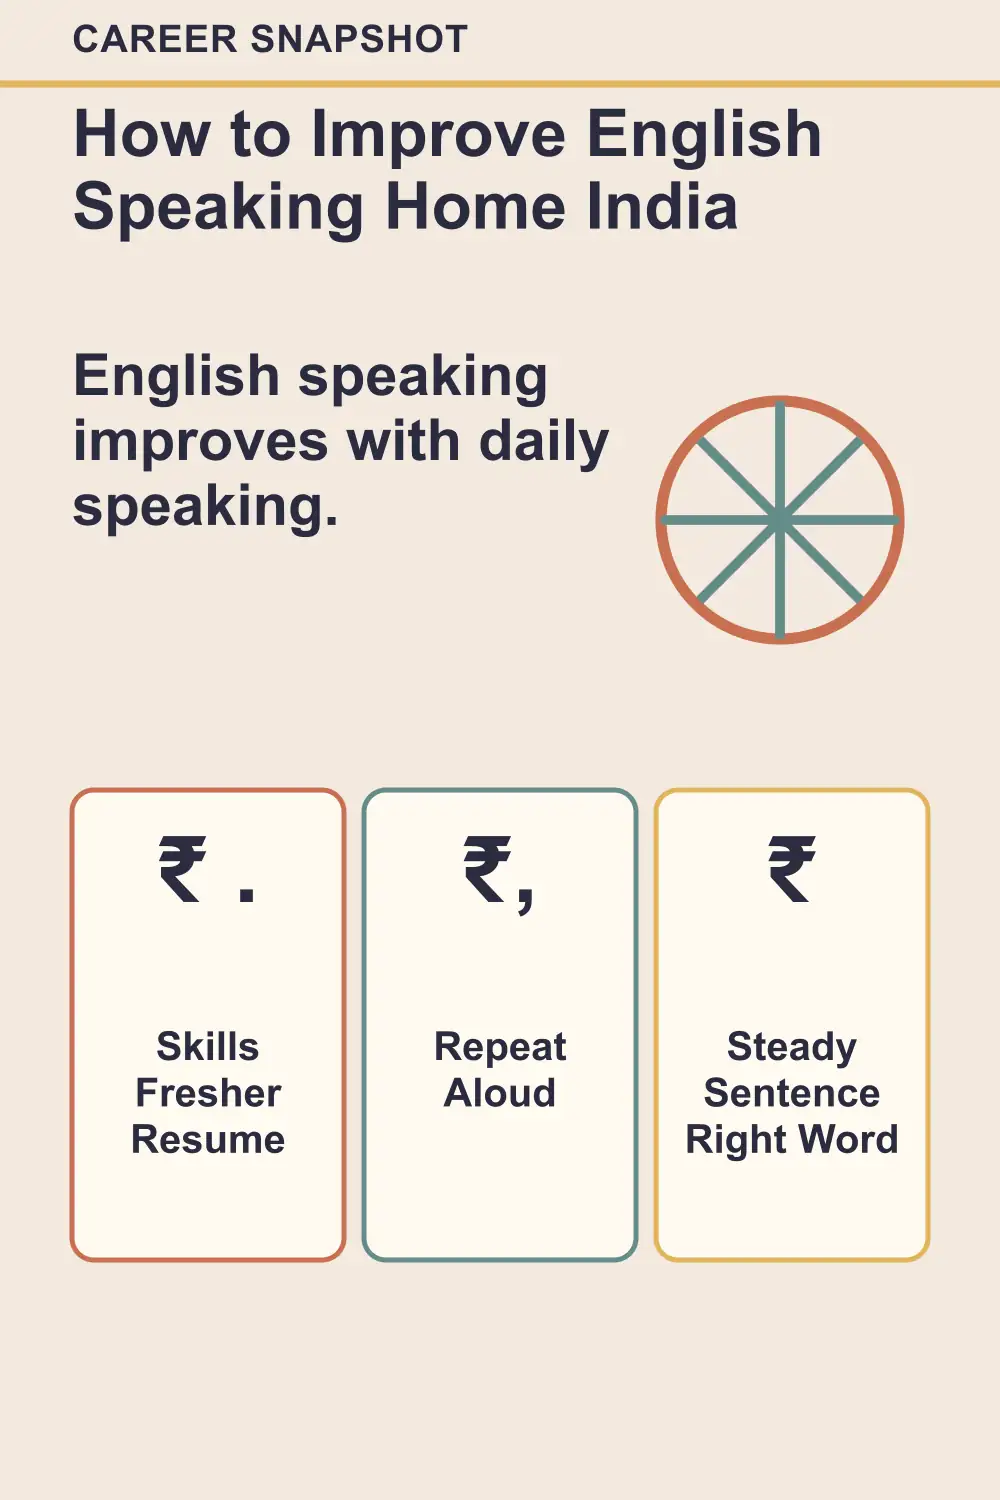 CAREER SNAPSHOT
How to Improve English
Speaking Home India
English speaking
improves with daily
speaking.
₹ .
Skills
Fresher
Resume
₹,
Repeat
Aloud
₹
Steady
Sentence
Right Word